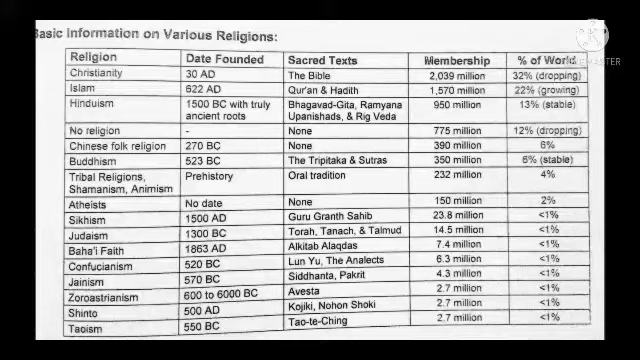 Basic Information on Various Religions:
Religion Date Founded Sacred Texts Membership % of World
Christianity 30 AD The Bible 2,039 million 32% (dropping)
Islam 622 AD Qur'an & Hadith 1,570 million 22% (growing)
Hinduism 1500 BC with truly Bhagavad-Gita, Ramyana 950 million 13% (stable)
ancient roots Upanishads, & Rig Veda
No religion - None 775 million 12% (dropping)
Chinese folk religion 270 BC None 390 million 6%
Buddhism 523 BC The Tripitaka & Sutras 350 million 6% (stable)
Tribal Religions, Prehistory Oral tradition 232 million 4%
Shamanism, Animism
Atheists No date None 150 million 2%
Sikhism 1500 AD Guru Granth Sahib 23.8 million <1%
Judaism 1300 BC Torah, Tanach, & Talmud 14.5 million <1%
Baha'i Faith 1863 AD Alkitab Alaqdas 7.4 million <1%
Confucianism 520 BC Lun Yu, The Analects 6.3 million <1%
Jainism 570 BC Siddhanta, Pakrit 4.3 million <1%
Zoroastrianism 600 to 6000 BC Avesta 2.7 million <1%
Shinto 500 AD Kojiki, Nohon Shoki 2.7 million <1%
Taoism 550 BC Tao-te-Ching 2.7 million <1%